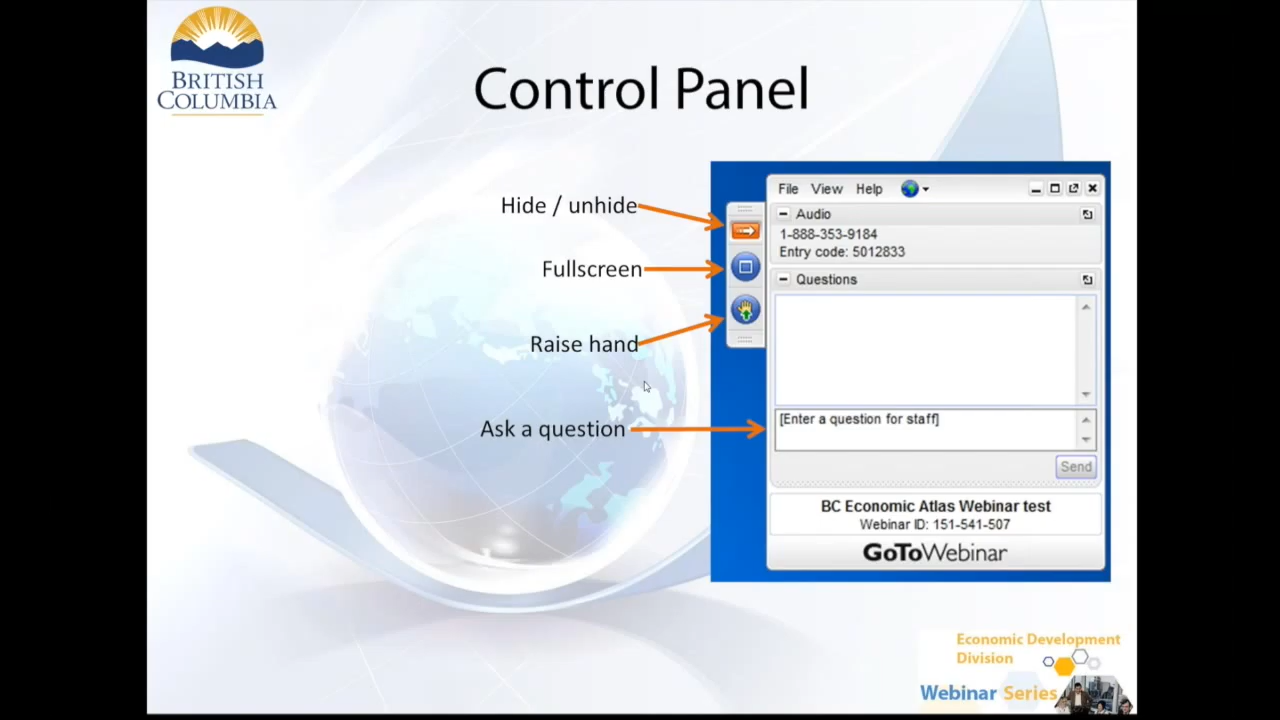 BRITISH
COLUMBIA
Control Panel
Hide / unhide
Fullscreen
Raise hand
Ask a question
File View Help
Audio
1-888-353-9184
Entry code: 5012833
Questions
[Enter a question for staff]
Send
BC Economic Atlas Webinar test
Webinar ID: 151-541-507
GoToWebinar
Economic Development
Division
Webinar Series